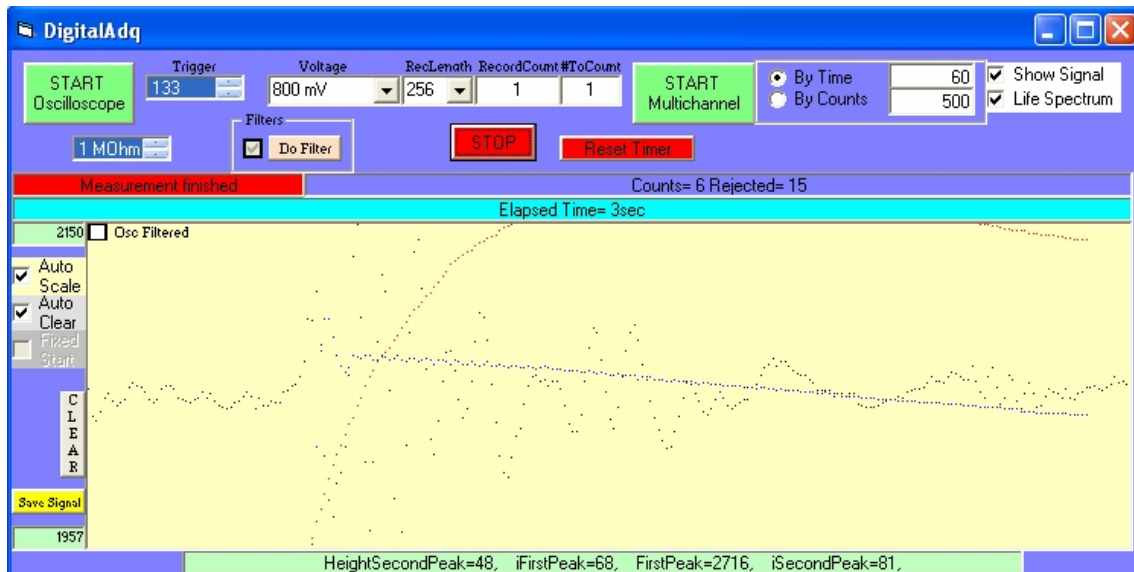 DigitalAdq
Trigger Voltage RecLength RecordCount #ToCount
START Oscilloscope
133
800 mV
256
1
1
START Multichannel
By Time 60
By Counts 500
Show Signal
Life Spectrum
1 MOhm
Filters
Do Filter
STOP
Reset Timer
Measurement finished
Counts= 6 Rejected= 15
Elapsed Time= 3sec
2150
Osc Filtered
Auto
Scale
Auto
Clear
Fixed
Start
CLEAR
Save Signal
1957
HeightSecondPeak=48, iFirstPeak=68, FirstPeak=2716, iSecondPeak=81,